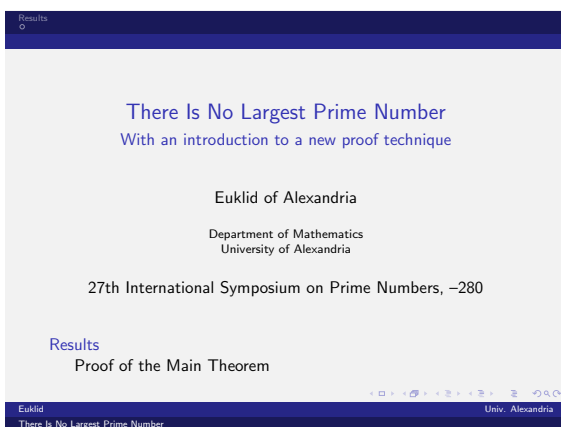 Results
There Is No Largest Prime Number
With an introduction to a new proof technique
Euklid of Alexandria
Department of Mathematics
University of Alexandria
27th International Symposium on Prime Numbers, –280
Results
Proof of the Main Theorem
Euklid Univ. Alexandria
There Is No Largest Prime Number